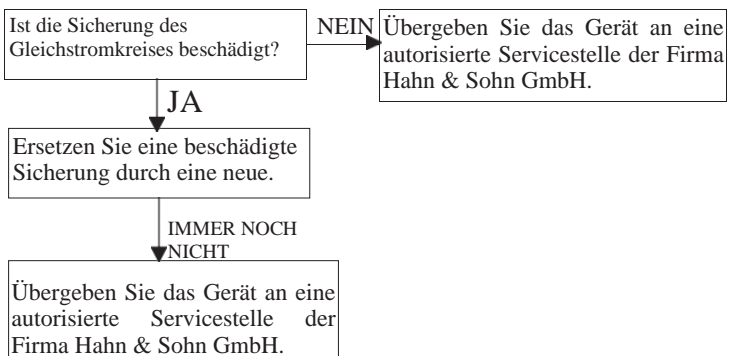 Ist die Sicherung des
Gleichstromkreises beschädigt?
NEIN
Übergeben Sie das Gerät an eine
autorisierte Servicestelle der Firma
Hahn & Sohn GmbH.
JA
Ersetzen Sie eine beschädigte
Sicherung durch eine neue.
IMMER NOCH
NICHT
Übergeben Sie das Gerät an eine
autorisierte Servicestelle der
Firma Hahn & Sohn GmbH.